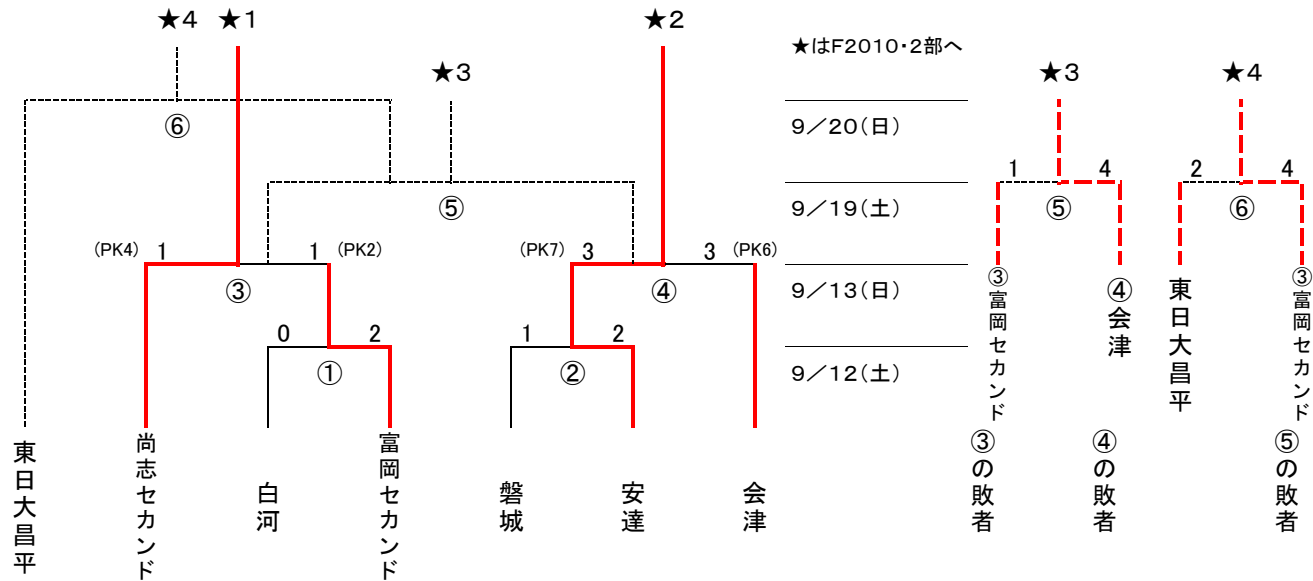 ★4 ★1 ★2
★はF2010・2部へ
★3 ★3 ★4
⑥ 9／20(日)
1 4 2 4
⑤ 9／19(土) ⑤ ⑥
(PK4) 1 1 (PK2) (PK7) 3 3 (PK6)
③ ④ 9／13(日)
0 2 1 2
① ② 9／12(土)
東日大昌平
尚志セカンド
白河
富岡セカンド
磐城
安達
会津
③富岡セカンド
④会津
東日大昌平
③富岡セカンド
③の敗者
④の敗者
⑤の敗者